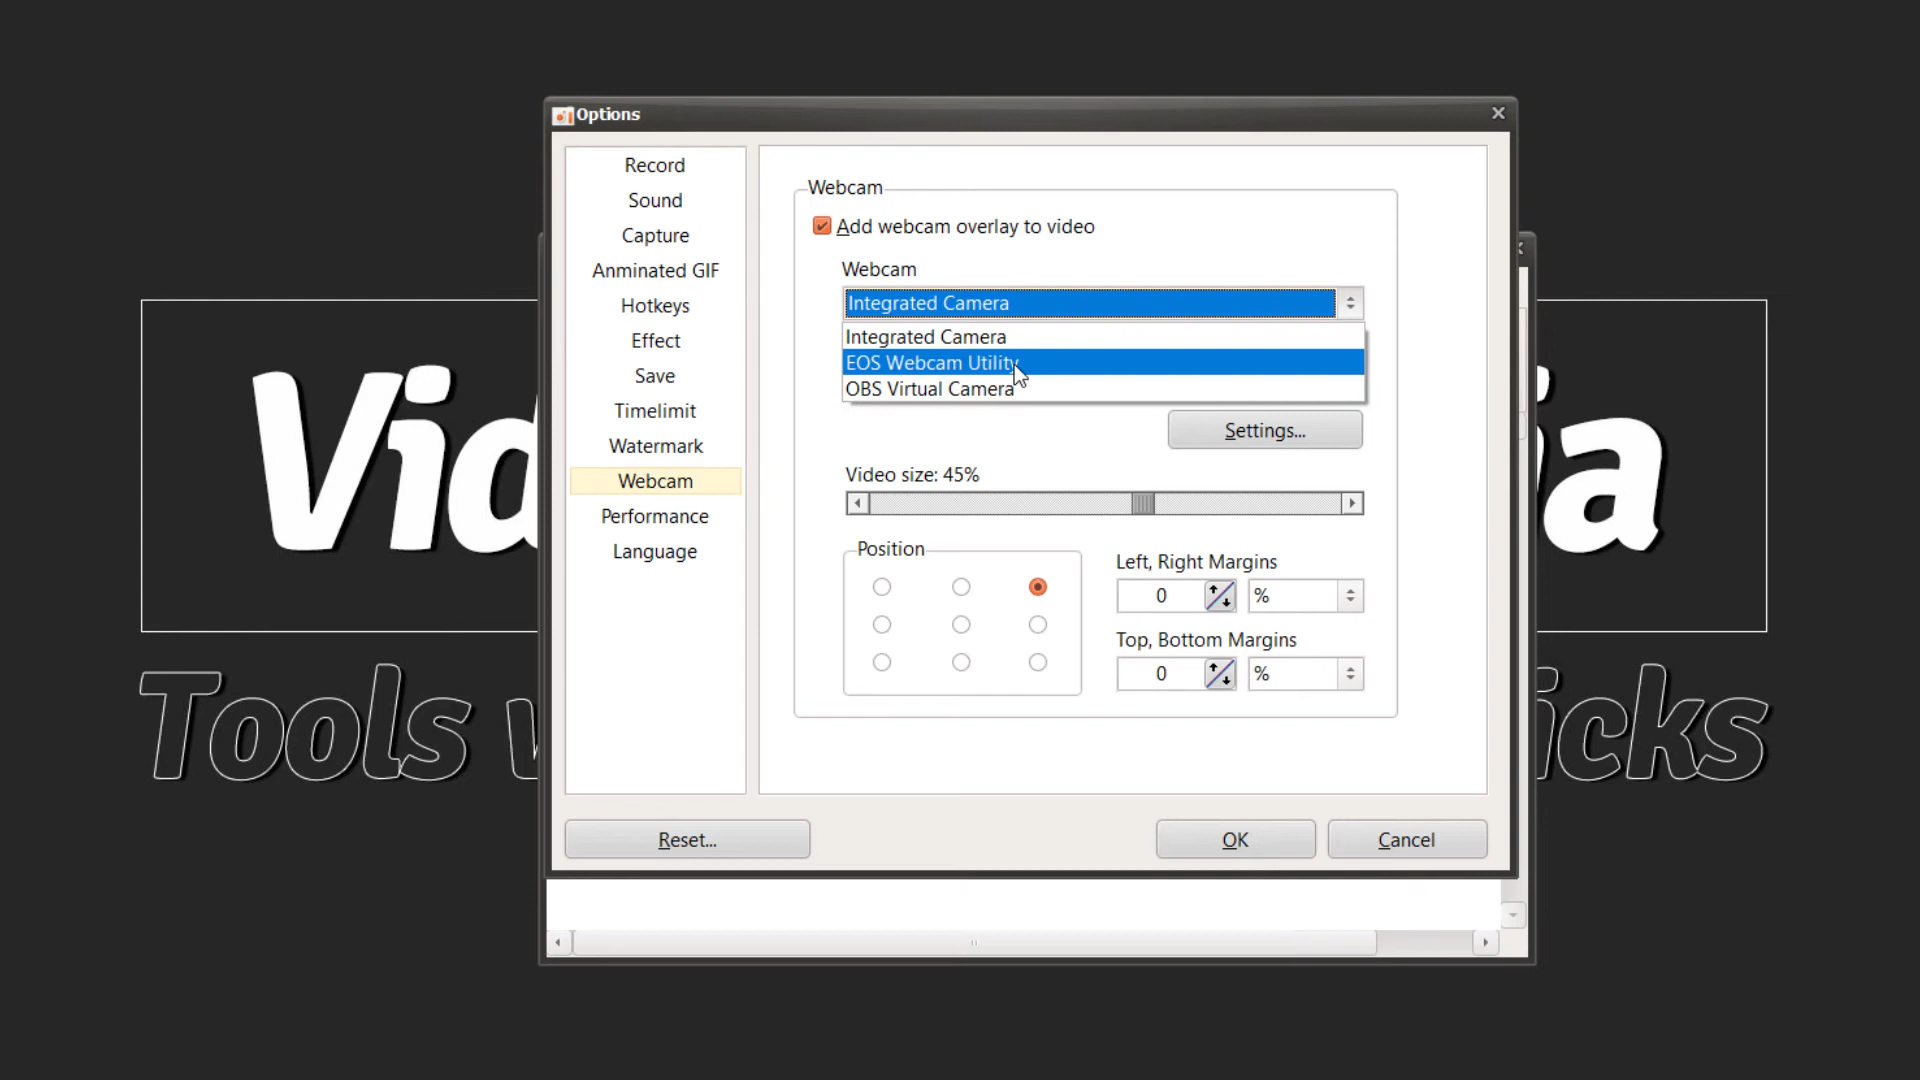 Options
Record
Sound
Capture
Anminated GIF
Hotkeys
Effect
Save
Timelimit
Watermark
Webcam
Performance
Language
Webcam
Add webcam overlay to video
Webcam
Integrated Camera
Integrated Camera
EOS Webcam Utility
OBS Virtual Camera
Settings...
Video size: 45%
Position
Left, Right Margins
0 %
Top, Bottom Margins
0 %
Reset...
OK
Cancel
Tools